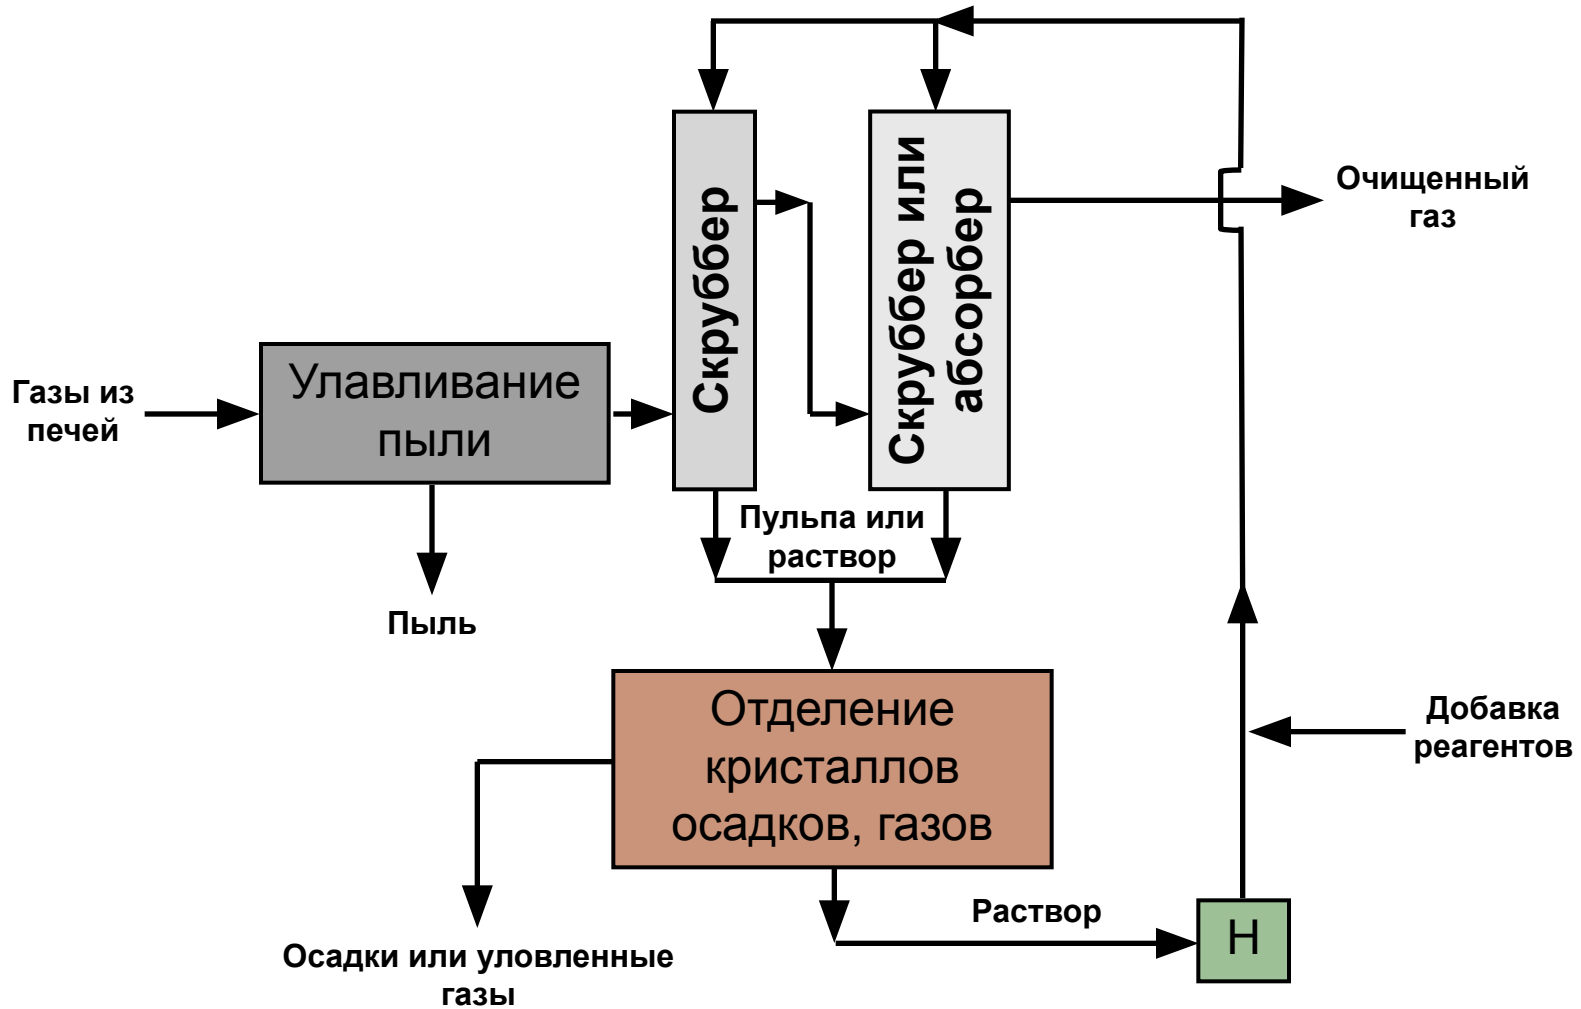 Скруббер
Скруббер или
абсорбер
Очищенный
газ
Газы из
печей
Улавливание
пыли
Пульпа или
раствор
Пыль
Отделение
кристаллов
осадков, газов
Добавка
реагентов
Раствор
Н
Осадки или уловленные
газы